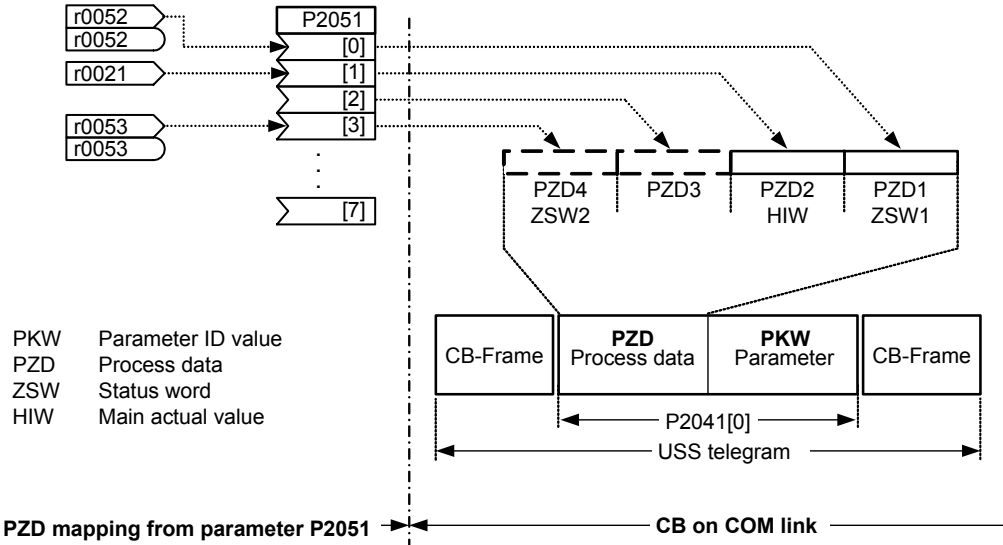 r0052
r0052
r0021
r0053
r0053
P2051
[0]
[1]
[2]
[3]
[7]
PZD4
ZSW2
PZD3
PZD2
HIW
PZD1
ZSW1
PKW Parameter ID value
PZD Process data
ZSW Status word
HIW Main actual value
CB-Frame
PZD
Process data
PKW
Parameter
CB-Frame
P2041[0]
USS telegram
PZD mapping from parameter P2051
CB on COM link